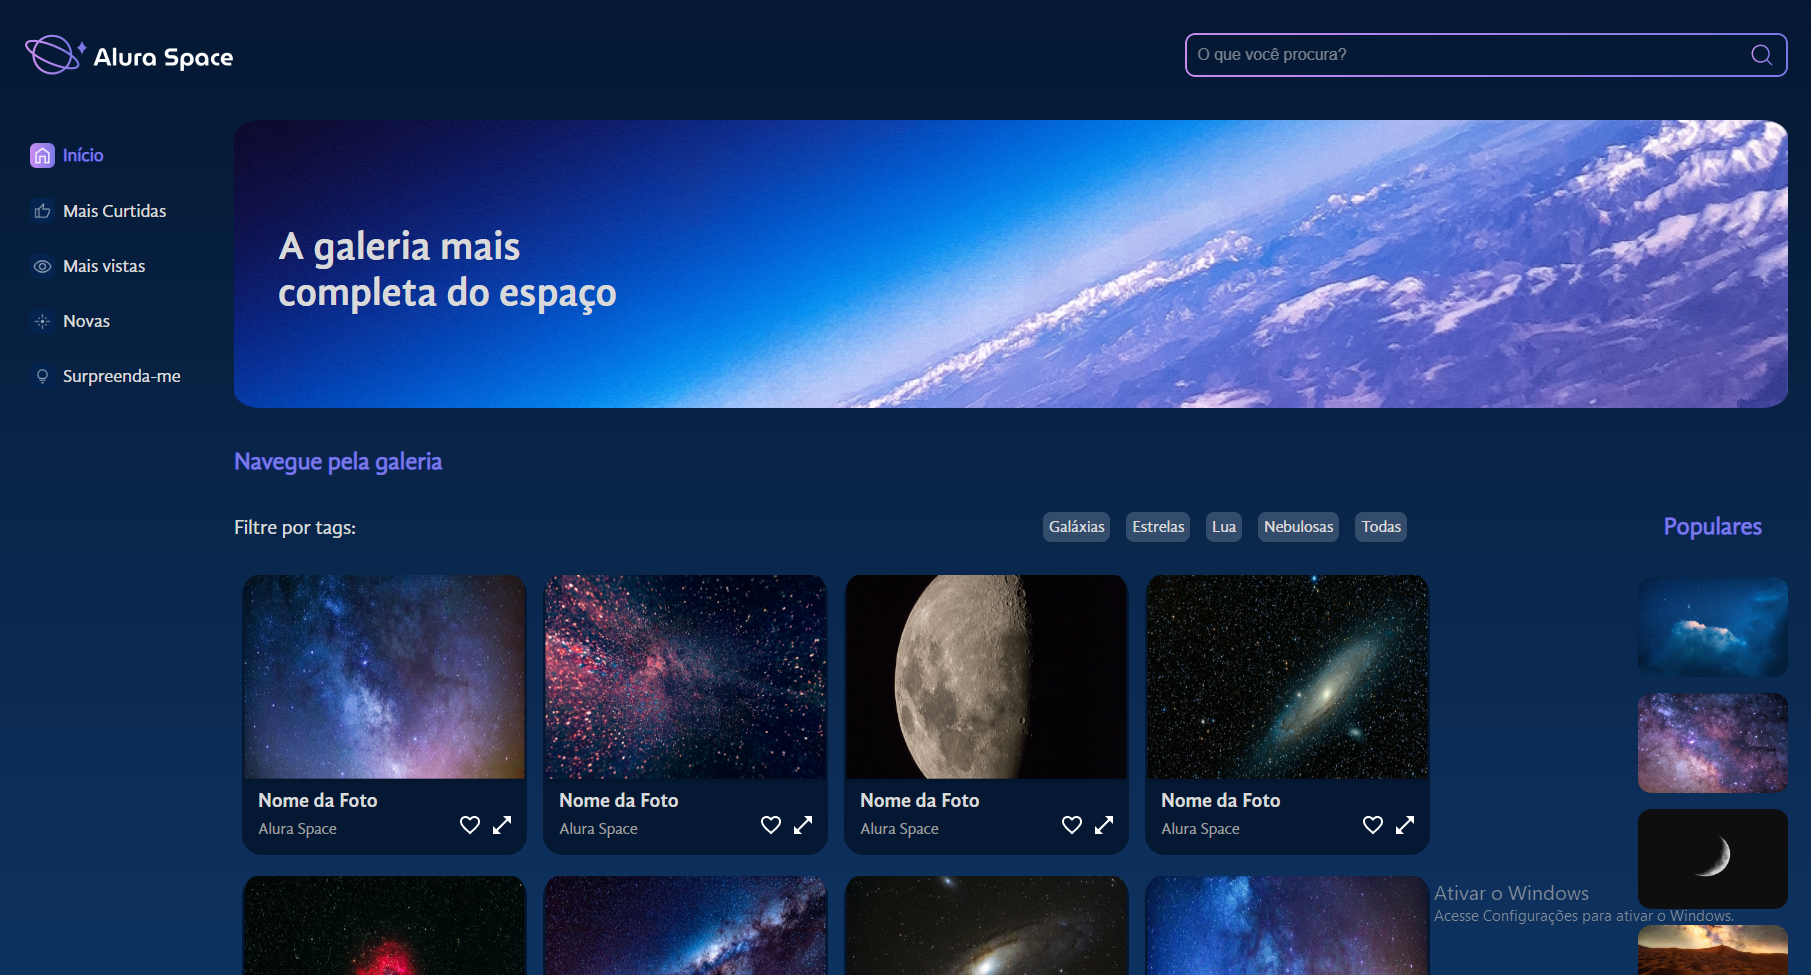 Alura Space
O que você procura?
Início
Mais Curtidas
Mais vistas
Novas
Surpreenda-me
A galeria mais
completa do espaço
Navegue pela galeria
Filtre por tags:
Galáxias
Estrelas
Lua
Nebulosas
Todas
Populares
Nome da Foto
Alura Space
Nome da Foto
Alura Space
Nome da Foto
Alura Space
Nome da Foto
Alura Space
Ativar o Windows
Acesse Configurações para ativar o Windows.